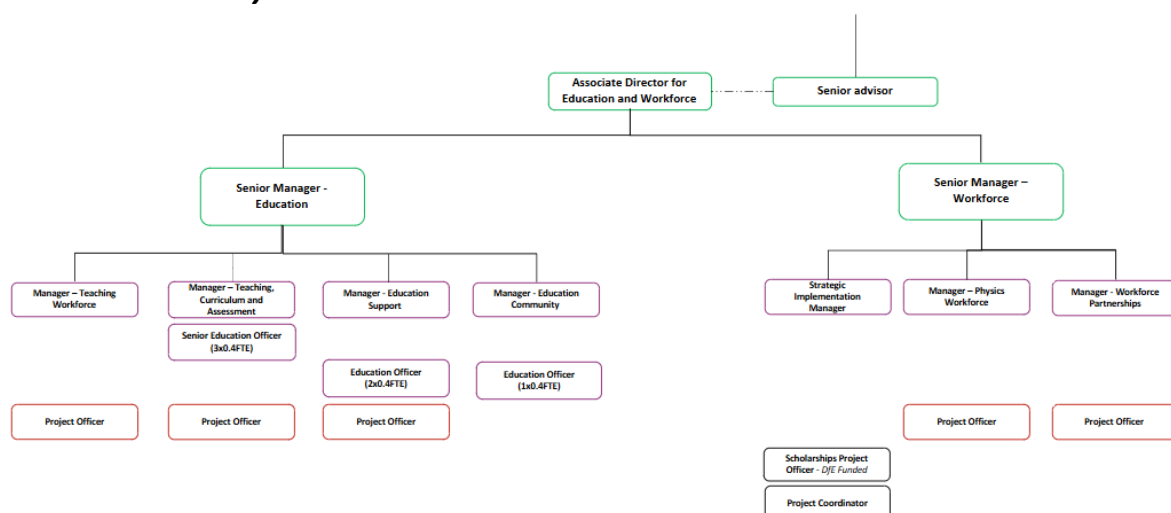 Associate Director for
Education and Workforce
Senior advisor
Senior Manager -
Education
Senior Manager –
Workforce
Manager – Teaching
Workforce
Manager – Teaching,
Curriculum and
Assessment
Manager - Education
Support
Manager - Education
Community
Strategic
Implementation
Manager
Manager – Physics
Workforce
Manager - Workforce
Partnerships
Senior Education Officer
(3x0.4FTE)
Education Officer
(2x0.4FTE)
Education Officer
(1x0.4FTE)
Project Officer
Project Officer
Project Officer
Project Officer
Project Officer
Scholarships Project
Officer - DfE Funded
Project Coordinator